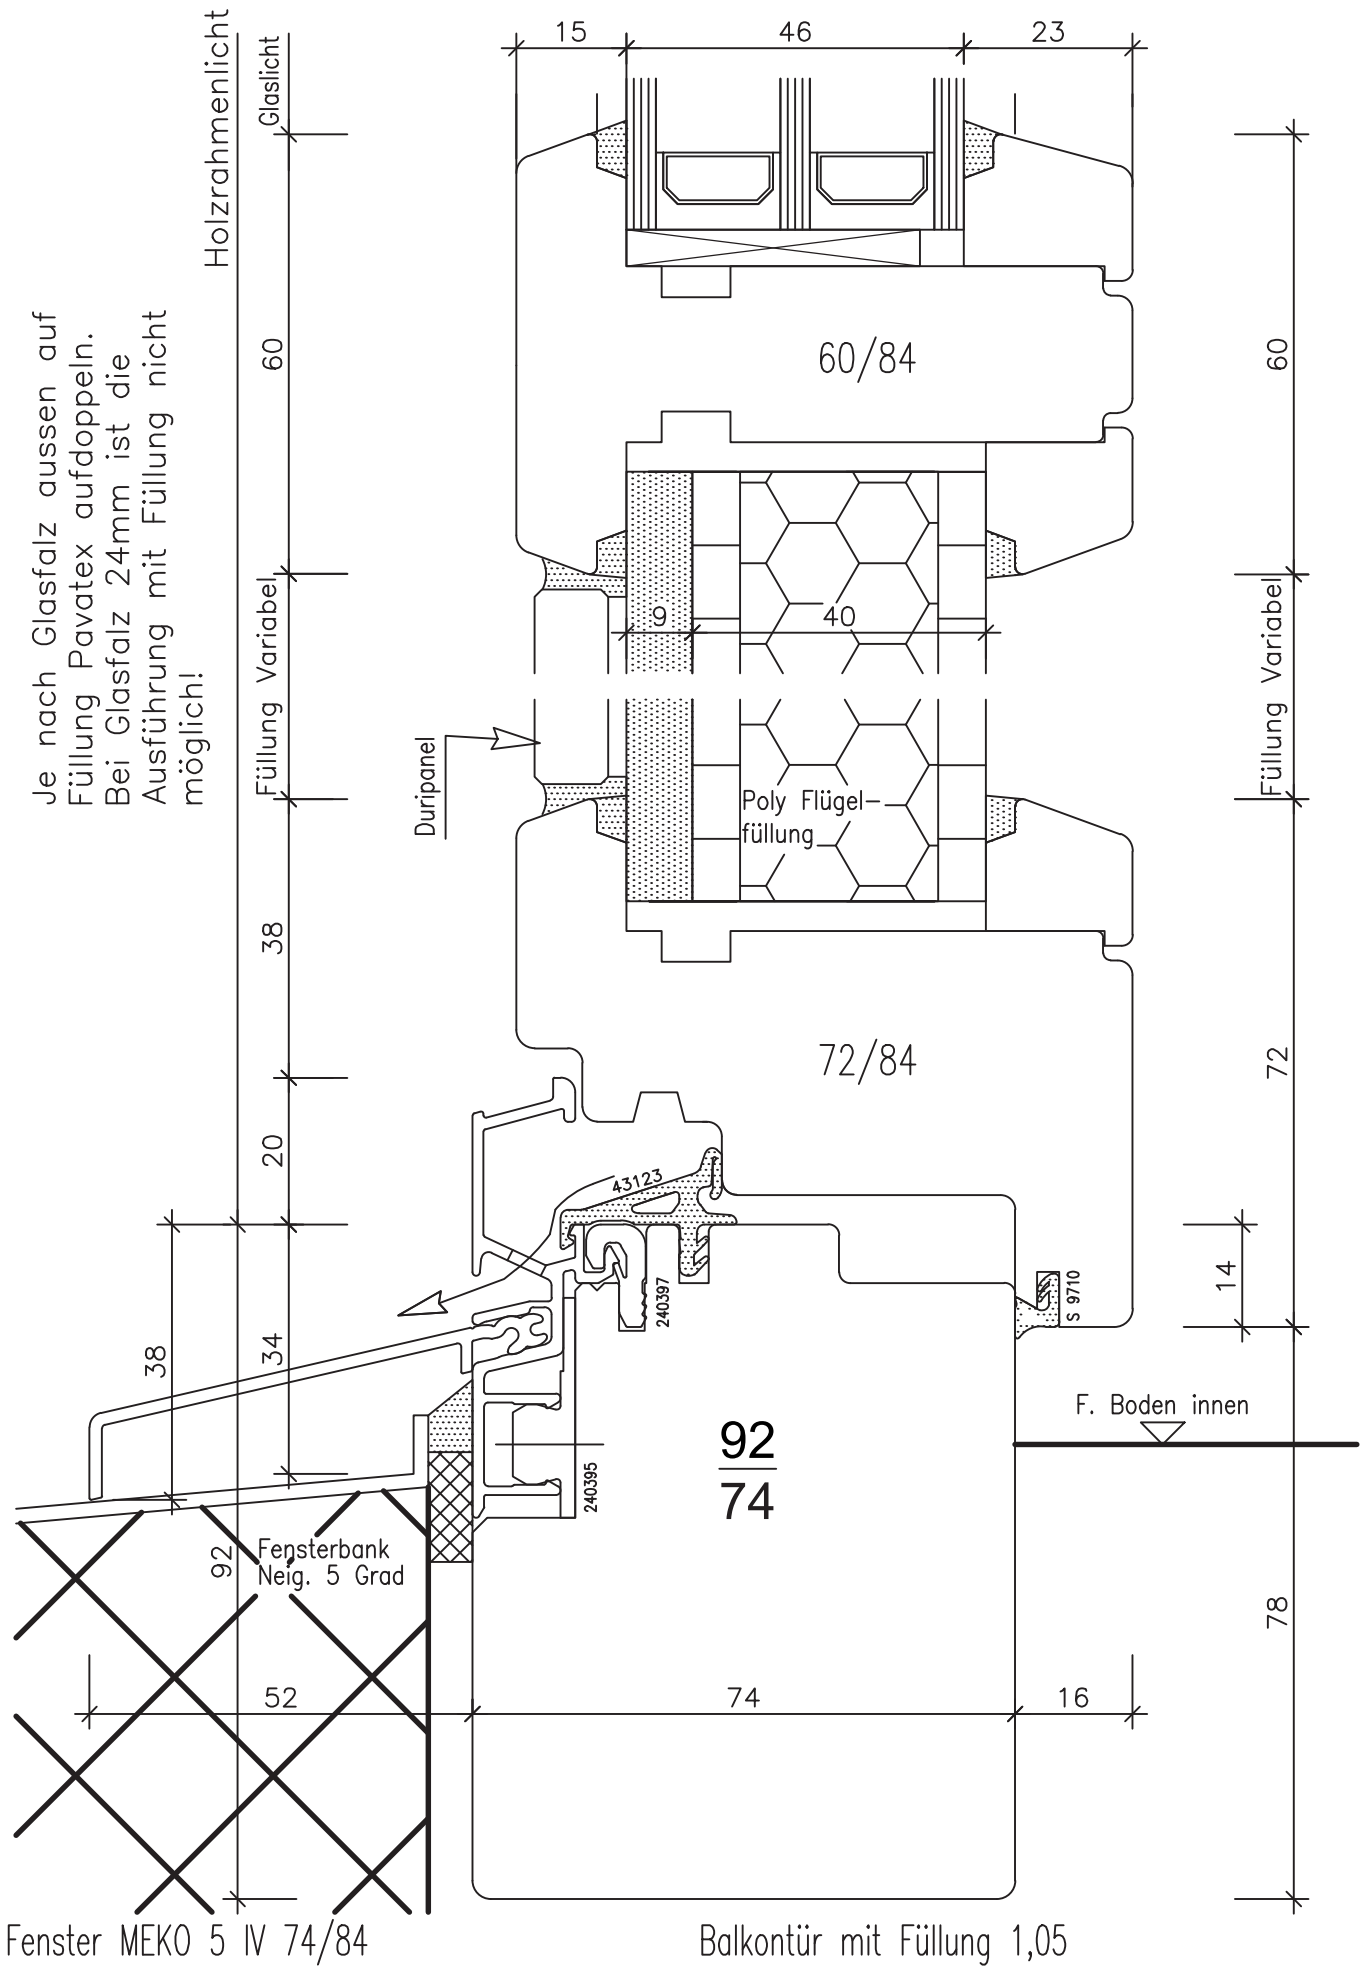 15
46
23
Holzrahmenlicht
Glaslicht
Je nach Glasfalz aussen auf
Füllung Pavatex aufdoppeln.
Bei Glasfalz 24mm ist die
Ausführung mit Füllung nicht
möglich!
60
60/84
60
Füllung Variabel
9
40
Füllung Variabel
Duripanel
Poly Flügel-
füllung
38
72/84
72
20
43123
240397
S 9710
14
38
34
F. Boden innen
92
74
240395
92
Fensterbank
Neig. 5 Grad
78
52
74
16
Fenster MEKO 5 IV 74/84
Balkontür mit Füllung 1,05